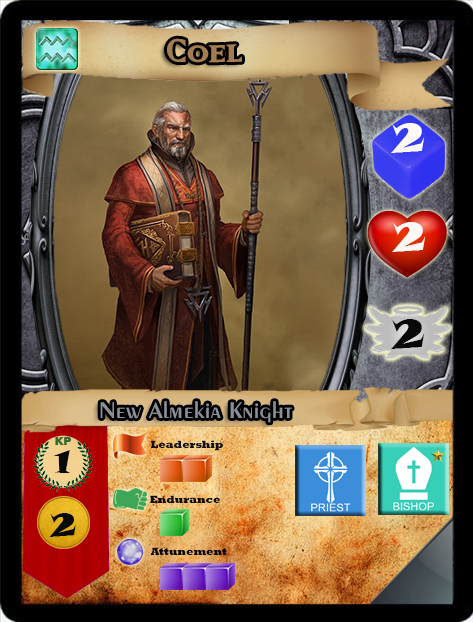 Coel
2
2
2
New Almekia Knight
KP
1
2
Leadership
Endurance
Attunement
PRIEST
BISHOP